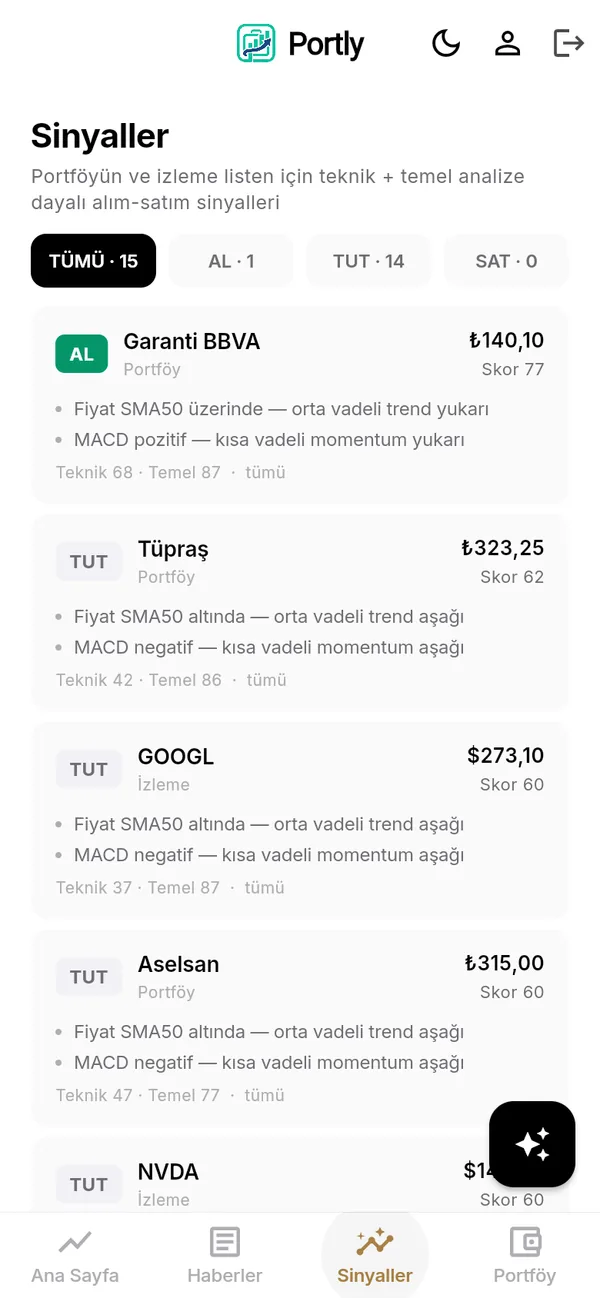 Portly
Sinyaller
Portföyün ve izleme listen için teknik + temel analize
dayalı alım-satım sinyalleri
TÜMÜ · 15
AL · 1
TUT · 14
SAT · 0
AL
Garanti BBVA
₺140,10
Portföy
Skor 77
• Fiyat SMA50 üzerinde — orta vadeli trend yukarı
• MACD pozitif — kısa vadeli momentum yukarı
Teknik 68 · Temel 87 · tümü
TUT
Tüpraş
₺323,25
Portföy
Skor 62
• Fiyat SMA50 altında — orta vadeli trend aşağı
• MACD negatif — kısa vadeli momentum aşağı
Teknik 42 · Temel 86 · tümü
TUT
GOOGL
$273,10
İzleme
Skor 60
• Fiyat SMA50 altında — orta vadeli trend aşağı
• MACD negatif — kısa vadeli momentum aşağı
Teknik 37 · Temel 87 · tümü
TUT
Aselsan
₺315,00
Portföy
Skor 60
• Fiyat SMA50 altında — orta vadeli trend aşağı
• MACD negatif — kısa vadeli momentum aşağı
Teknik 47 · Temel 77 · tümü
TUT
NVDA
İzleme
Skor 60
Ana Sayfa
Haberler
Sinyaller
Portföy